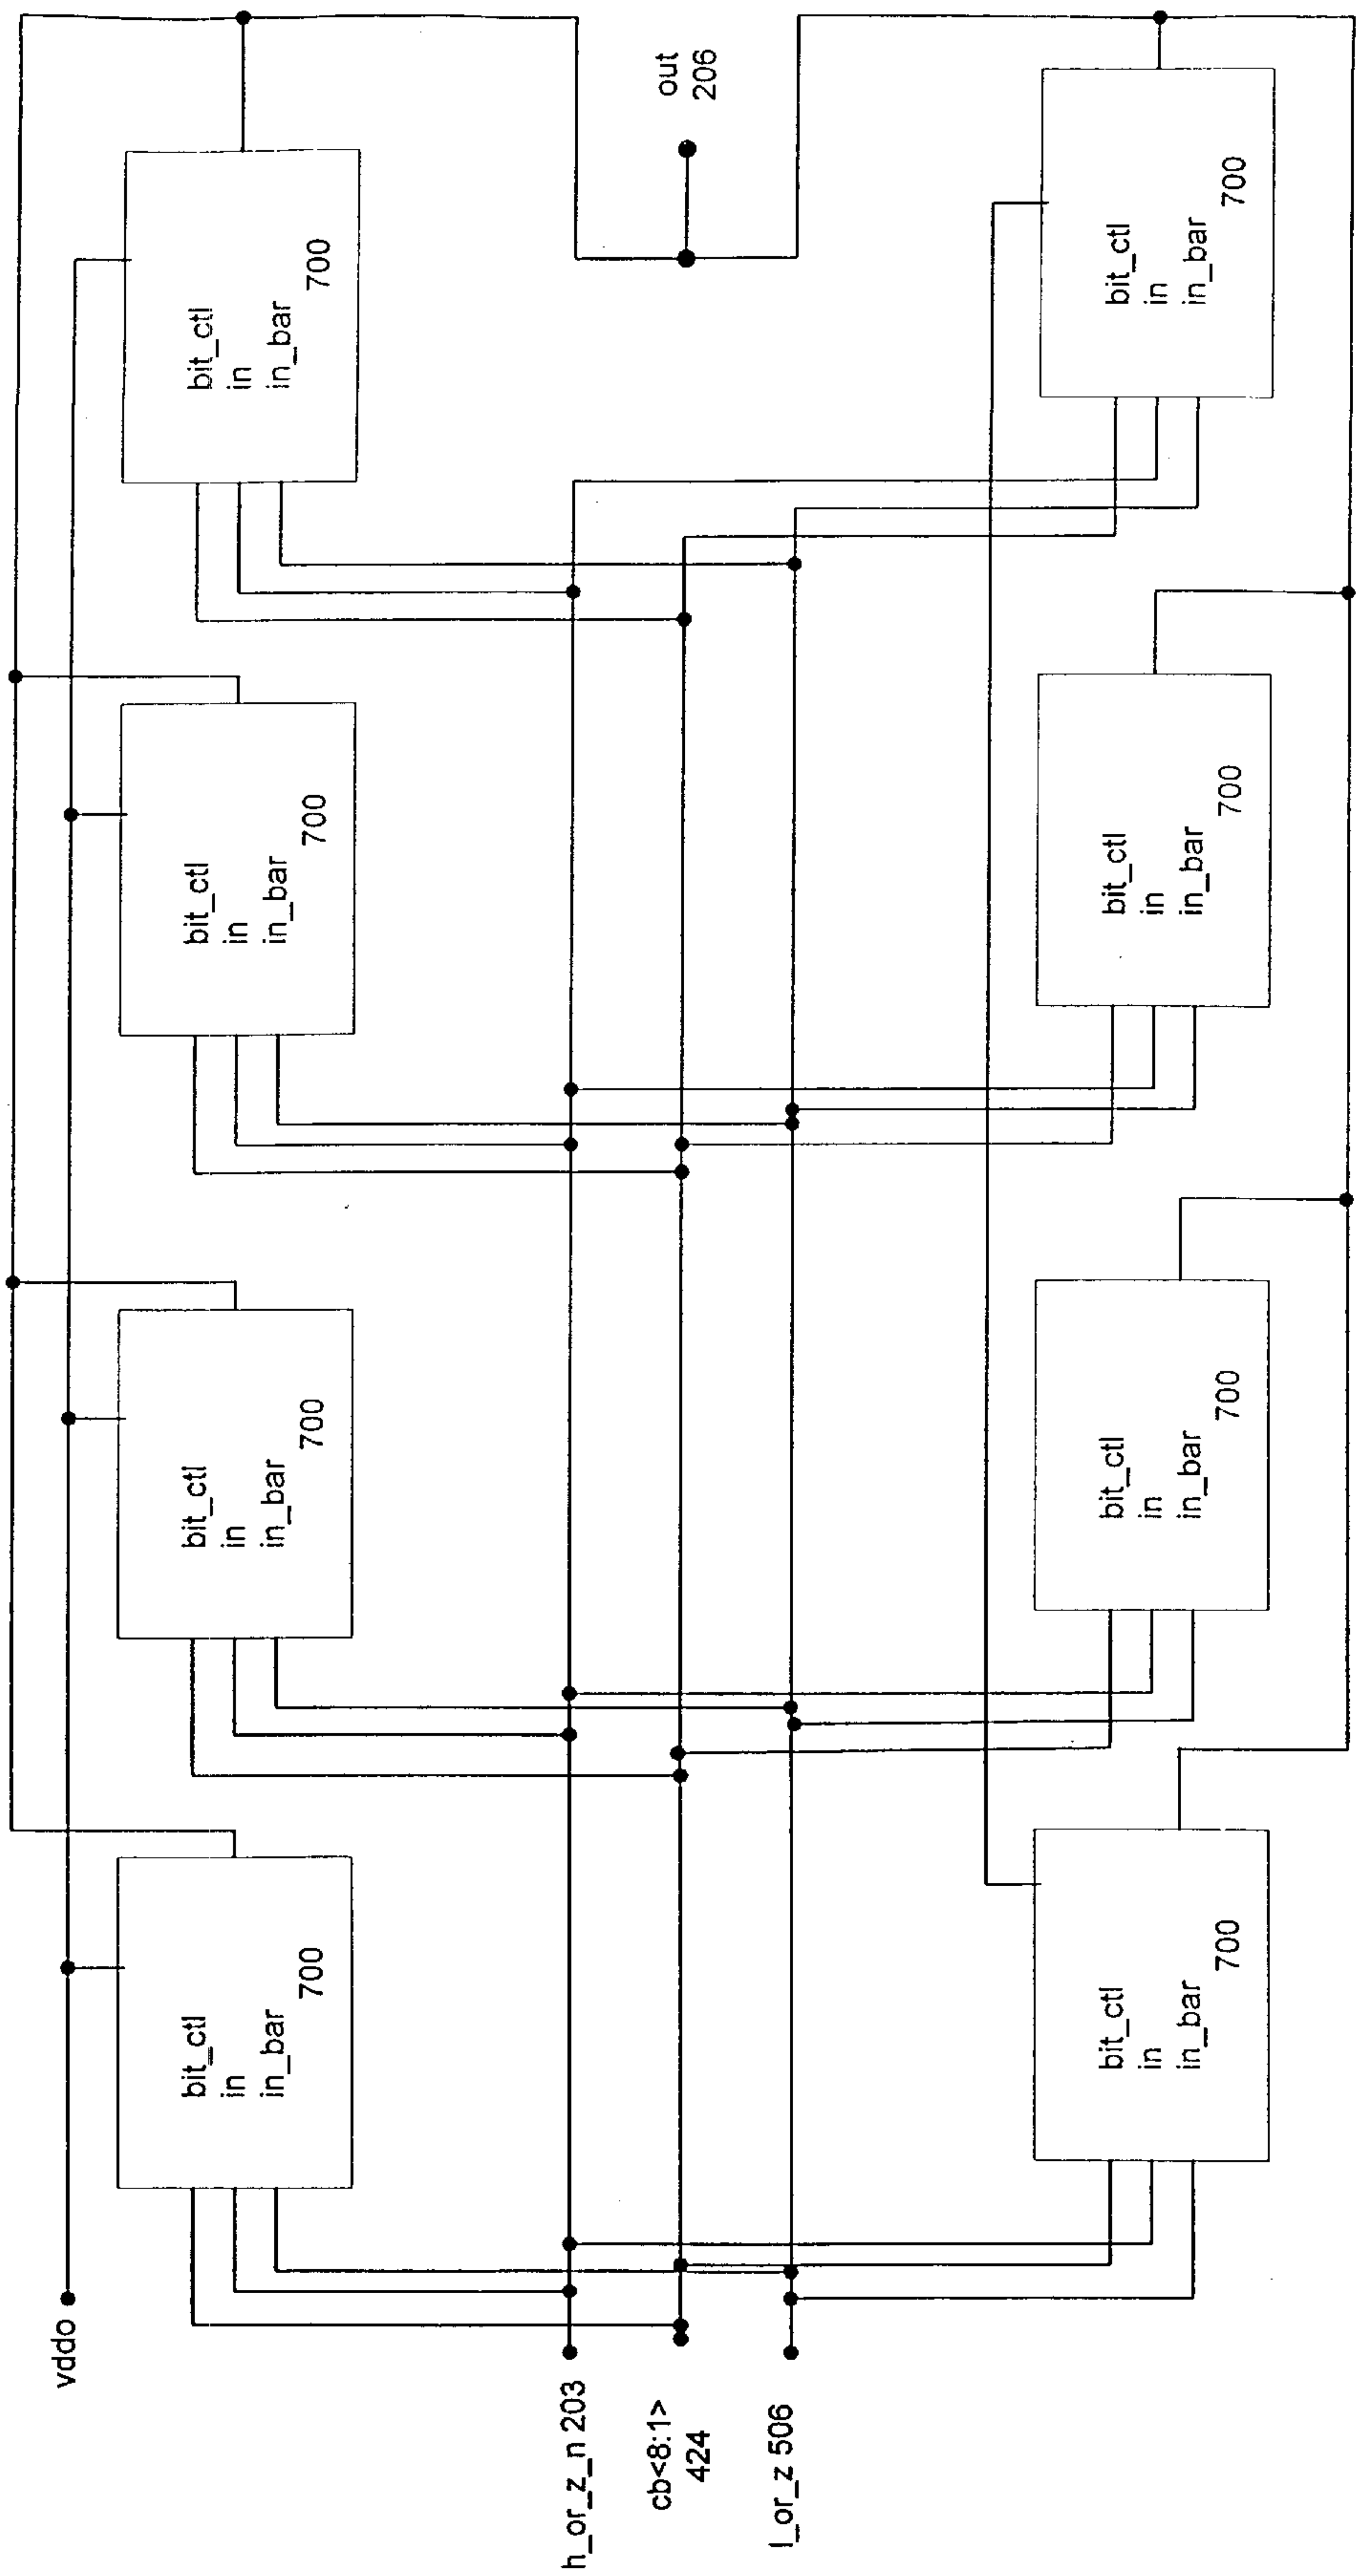 vddo
bit_ctl
in
in_bar
700
bit_ctl
in
in_bar
700
bit_ctl
in
in_bar
700
bit_ctl
in
in_bar
700
h_or_z_n 203
cb<8:1>
424
l_or_z 506
out
206
bit_ctl
in
in_bar
700
bit_ctl
in
in_bar
700
bit_ctl
in
in_bar
700
bit_ctl
in
in_bar
700